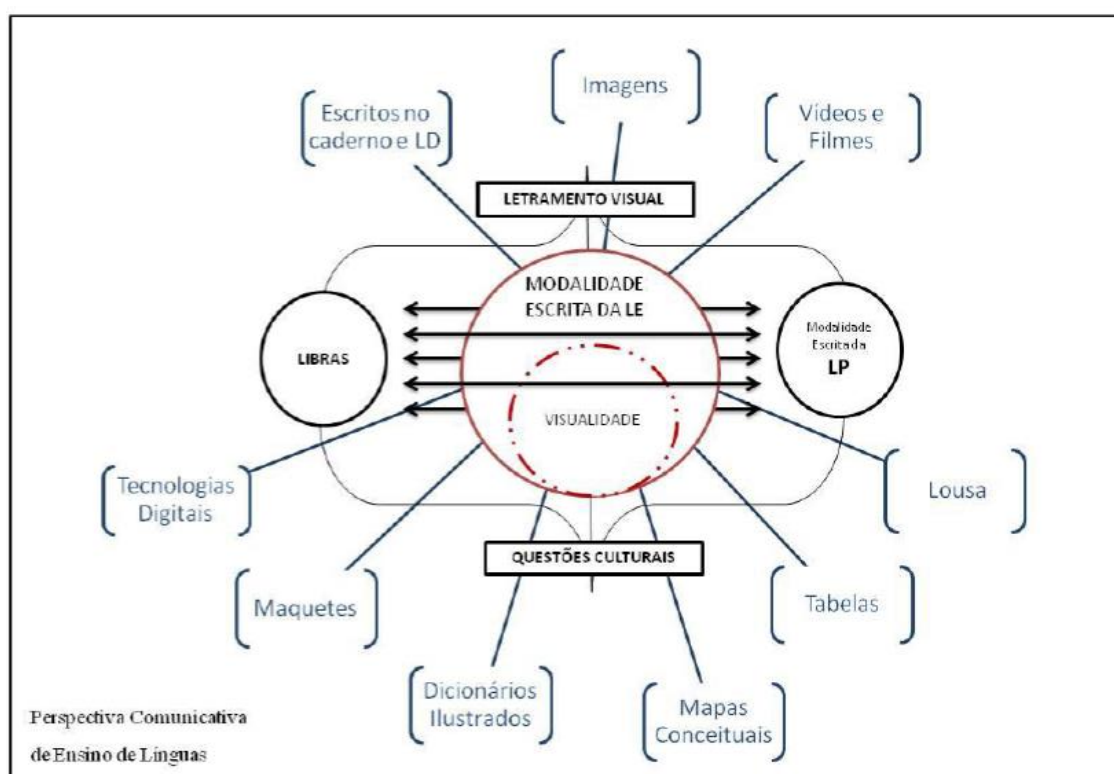 Imagens
Escritos no
caderno e LD
Vídeos e
Filmes
LETRAMENTO VISUAL
MODALIDADE
ESCRITA DA LE
LIBRAS
Modalidade
Escrita da
LP
VISUALIDADE
Tecnologias
Digitais
Lousa
QUESTÕES CULTURAIS
Maquetes
Tabelas
Dicionários
Ilustrados
Mapas
Conceituais
Perspectiva Comunicativa
de Ensino de Línguas